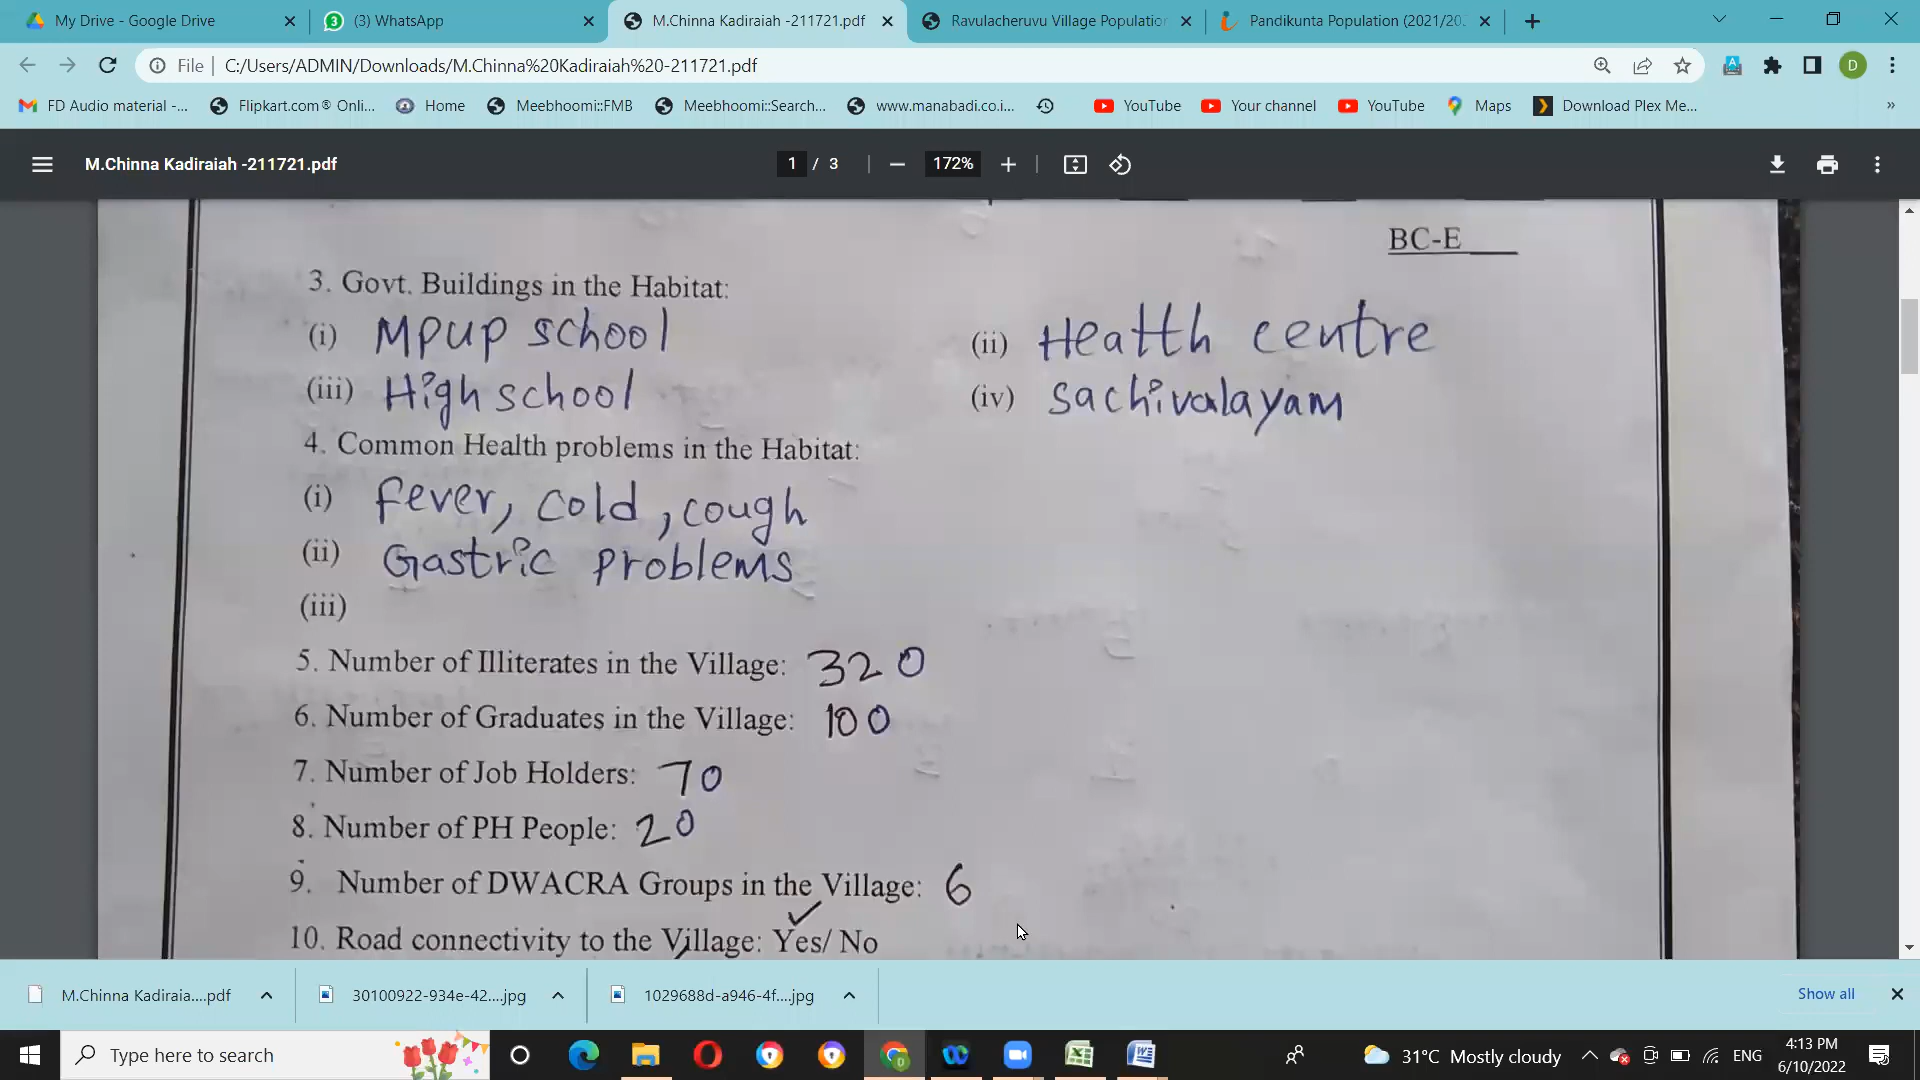 My Drive - Google Drive
(3) WhatsApp
M.Chinna Kadiraiah -211721.pdf
Ravulacheruvu Village Population
Pandikunta Population (2021/20
File
C:/Users/ADMIN/Downloads/M.Chinna%20Kadiraiah%20-211721.pdf
D
FD Audio material -...
Flipkart.com® Onli...
Home
Meebhoomi::FMB
Meebhoomi::Search...
www.manabadi.co.i...
YouTube
Your channel
YouTube
Maps
Download Plex Me...
»
M.Chinna Kadiraiah -211721.pdf
1 / 3
172%
BC-E
3. Govt. Buildings in the Habitat:
(i) MPUP school (ii) Health centre
(iii) High school (iv) Sachivalayam
4. Common Health problems in the Habitat:
(i) Fever, Cold, cough
(ii) Gastric problems
(iii)
5. Number of Illiterates in the Village: 320
6. Number of Graduates in the Village: 100
7. Number of Job Holders: 70
8. Number of PH People: 20
9. Number of DWACRA Groups in the Village: 6
10. Road connectivity to the Village: Yes/ No
M.Chinna Kadiraia....pdf
30100922-934e-42....jpg
1029688d-a946-4f....jpg
Show all
Type here to search
31°C Mostly cloudy
ENG
4:13 PM
6/10/2022